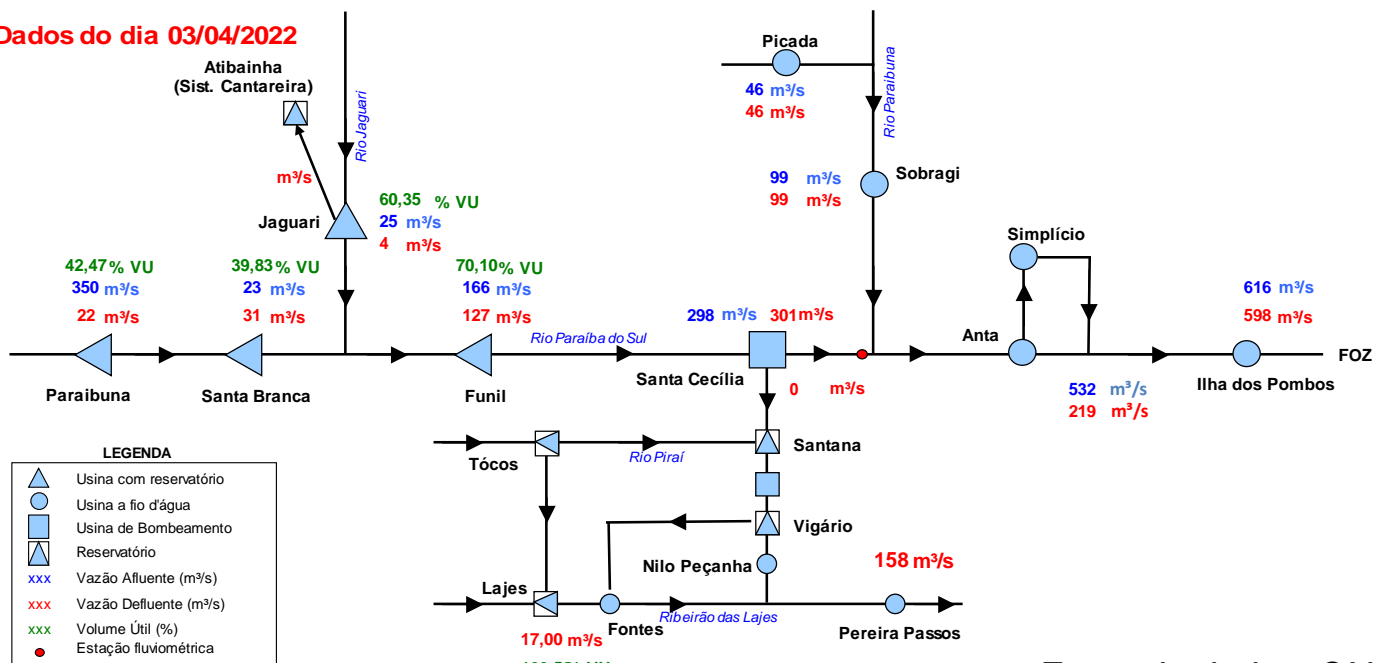 Dados do dia 03/04/2022
Picada
Atibainha
(Sist. Cantareira)
46 m³/s
46 m³/s
Rio Paraibuna
Rio Jaguari
m³/s
Sobragi
99 m³/s
99 m³/s
60,35 % VU
25 m³/s
4 m³/s
Jaguari
Simplício
42,47% VU
350 m³/s
22 m³/s
39,83% VU
23 m³/s
31 m³/s
70,10% VU
166 m³/s
127 m³/s
616 m³/s
598 m³/s
298 m³/s 301m³/s
Rio Paraíba do Sul
Anta
FOZ
Paraibuna
Santa Branca
Funil
Santa Cecília
0 m³/s
532 m³/s
219 m³/s
Ilha dos Pombos
Tócos
Rio Piraí
Santana
Vigário
Nilo Peçanha
158 m³/s
Lajes
Fontes
Ribeirão das Lajes
Pereira Passos
17,00 m³/s
LEGENDA
Usina com reservatório
Usina a fio d'água
Usina de Bombeamento
Reservatório
xxx Vazão Afluente (m³/s)
xxx Vazão Defluente (m³/s)
xxx Volume Útil (%)
Estação fluviométrica